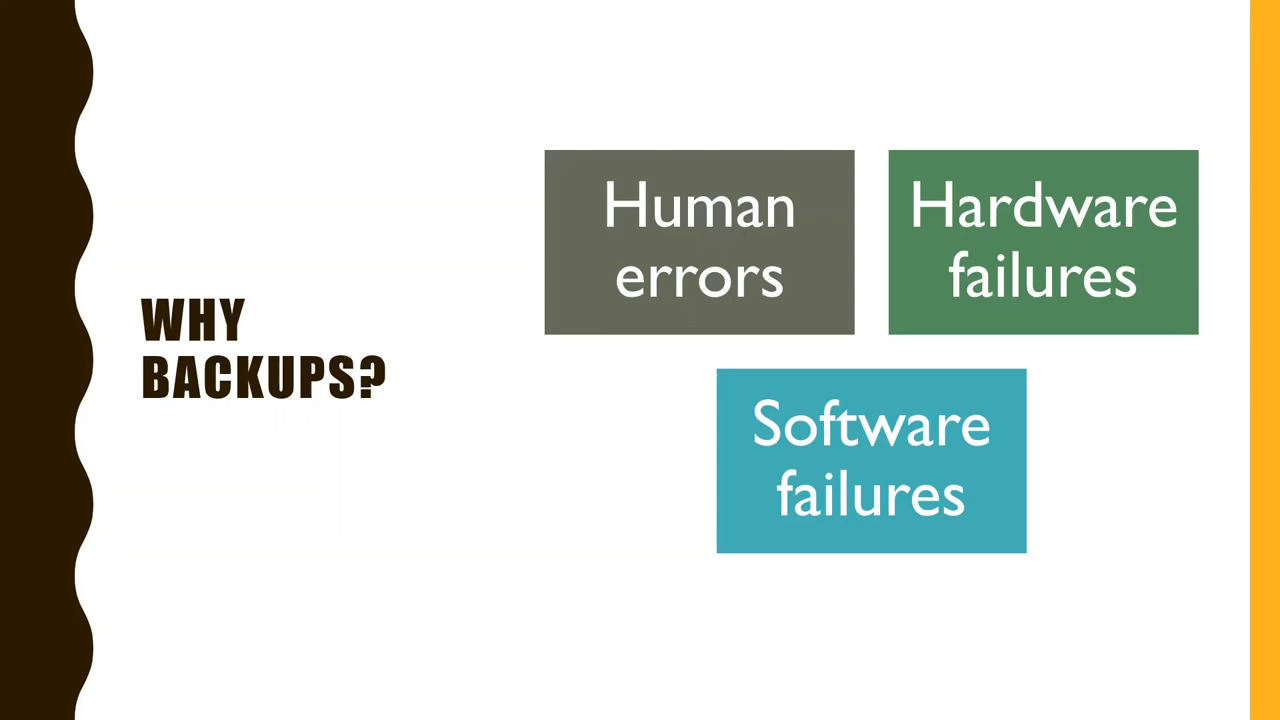 WHY
BACKUPS?
Human
errors
Hardware
failures
Software
failures